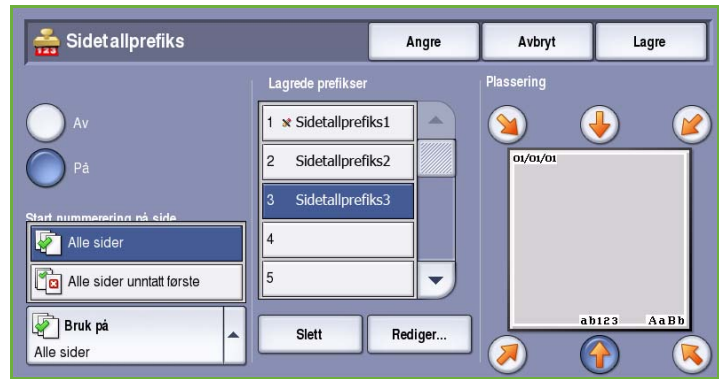 123
Sidetallprefiks
Angre
Avbryt
Lagre
Av
På
Start nummerering på side
Alle sider
Alle sider unntatt første
Bruk på
Alle sider
Lagrede prefikser
1 Sidetallprefiks1
2 Sidetallprefiks2
3 Sidetallprefiks3
4
5
Slett
Rediger...
Plassering
01/01/01
ab123 AaBb